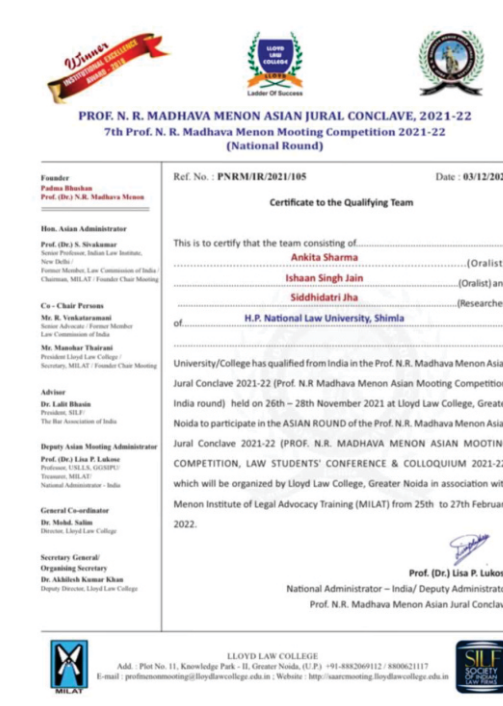 Winner
INSTITUTIONAL EXCELLENCE
AWARD - 2018
LLOYD
LAW
COLLEGE
LLOYD
Ladder Of Success
PROF. N. R. MADHAVA MENON ASIAN JURAL CONCLAVE, 2021-22
7th Prof. N. R. Madhava Menon Mooting Competition 2021-22
(National Round)
Founder
Padma Bhushan
Prof. (Dr.) N.R. Madhava Menon
Hon. Asian Administrator
Prof. (Dr.) S. Sivakumar
Senior Professor, Indian Law Institute,
New Delhi /
Former Member, Law Commission of India /
Chairman, MILAT / Founder Chair Mooting
Co - Chair Persons
Mr. R. Venkataramani
Senior Advocate / Former Member
Law Commission of India
Mr. Manohar Thairani
President Lloyd Law College /
Secretary, MILAT / Founder Chair Mooting
Advisor
Dr. Lalit Bhasin
President, SILF/
The Bar Association of India
Deputy Asian Mooting Administrator
Prof. (Dr.) Lisa P. Lukose
Professor, USLLS, GGSIPU/
Treasurer, MILAT/
National Administrator - India
General Co-ordinator
Dr. Mohd. Salim
Director, Lloyd Law College
Secretary General/
Organising Secretary
Dr. Akhilesh Kumar Khan
Deputy Director, Lloyd Law College
Ref. No. : PNRM/IR/2021/105 Date : 03/12/202
Certificate to the Qualifying Team
This is to certify that the team consisting of
Ankita Sharma (Oralist
Ishaan Singh Jain (Oralist) an
Siddhidatri Jha (Researche
of H.P. National Law University, Shimla
University/College has qualified from India in the Prof. N.R. Madhava Menon Asia
Jural Conclave 2021-22 (Prof. N.R Madhava Menon Asian Mooting Competitio
India round) held on 26th – 28th November 2021 at Lloyd Law College, Greate
Noida to participate in the ASIAN ROUND of the Prof. N.R. Madhava Menon Asia
Jural Conclave 2021-22 (PROF. N.R. MADHAVA MENON ASIAN MOOTIN
COMPETITION, LAW STUDENTS' CONFERENCE & COLLOQUIUM 2021-22
which will be organized by Lloyd Law College, Greater Noida in association wit
Menon Institute of Legal Advocacy Training (MILAT) from 25th to 27th Februar
2022.
Prof. (Dr.) Lisa P. Lukos
National Administrator – India/ Deputy Administrato
Prof. N.R. Madhava Menon Asian Jural Conclav
MILAT
LLOYD LAW COLLEGE
Add. : Plot No. 11, Knowledge Park - II, Greater Noida, (U.P.) +91-8882069112 / 8800621117
E-mail : profmenonmooting@lloydlawcollege.edu.in ; Website : http://saarcmooting.lloydlawcollege.edu.in
SILF
SOCIETY
OF INDIAN
LAW FIRMS